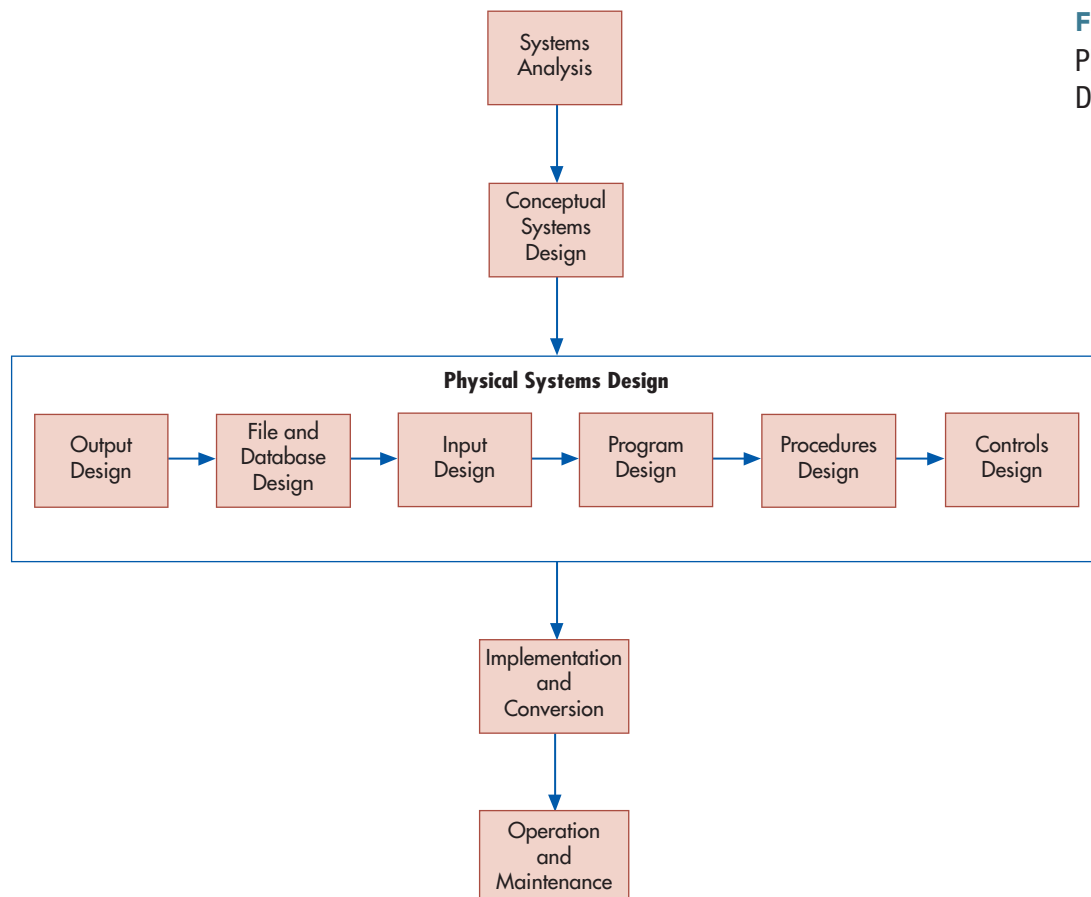 Systems
Analysis
F
P
D
Conceptual
Systems
Design
Physical Systems Design
Output
Design
File and
Database
Design
Input
Design
Program
Design
Procedures
Design
Controls
Design
Implementation
and
Conversion
Operation
and
Maintenance